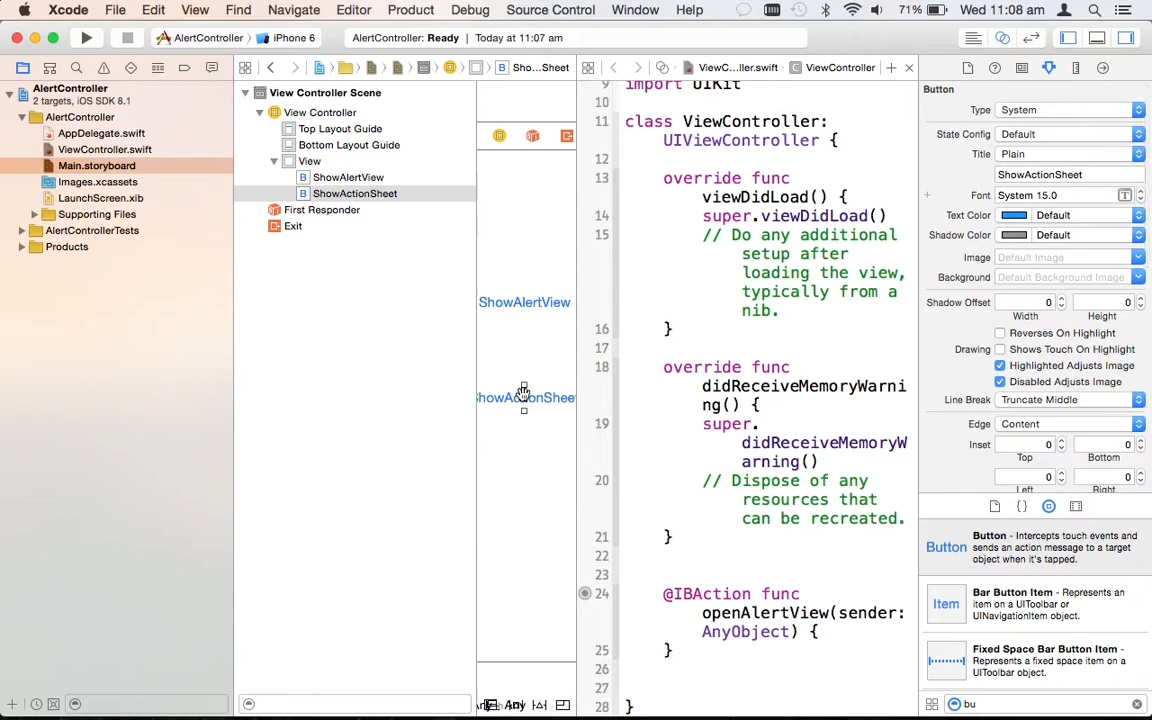 Xcode File Edit View Find Navigate Editor Product Debug Source Control Window Help 71% Wed 11:08 am
AlertController iPhone 6 AlertController: Ready Today at 11:07 am
Sho...Sheet ViewC...ller.swift ViewController
AlertController
2 targets, iOS SDK 8.1
AlertController
AppDelegate.swift
ViewController.swift
Main.storyboard
Images.xcassets
LaunchScreen.xib
Supporting Files
AlertControllerTests
Products
View Controller Scene
View Controller
Top Layout Guide
Bottom Layout Guide
View
B ShowAlertView
B ShowActionSheet
First Responder
Exit
ShowAlertView
ShowActionSheet
9 import UIKit
10
11 class ViewController:
UIViewController {
12
13 override func
viewDidLoad() {
14 super.viewDidLoad()
15 // Do any additional
setup after
loading the view,
typically from a
nib.
16 }
17
18 override func
didReceiveMemoryWarni
ng() {
19 super.
didReceiveMemoryW
arning()
20 // Dispose of any
resources that
can be recreated.
21 }
22
23
24 @IBAction func
openAlertView(sender:
AnyObject) {
25 }
26
27
28 }
Button
Type System
State Config Default
Title Plain
ShowActionSheet
Font System 15.0
Text Color Default
Shadow Color Default
Image Default Image
Background Default Background Image
Shadow Offset 0 0
Width Height
Reverses On Highlight
Drawing Shows Touch On Highlight
Highlighted Adjusts Image
Disabled Adjusts Image
Line Break Truncate Middle
Edge Content
Inset 0 0
Top Bottom
0 0
Left Right
Button Button - Intercepts touch events and
sends an action message to a target
object when it's tapped.
Item Bar Button Item - Represents an
item on a UIToolbar or
UINavigationItem object.
Fixed Space Bar Button Item -
Represents a fixed space item on a
UIToolbar object.
bu